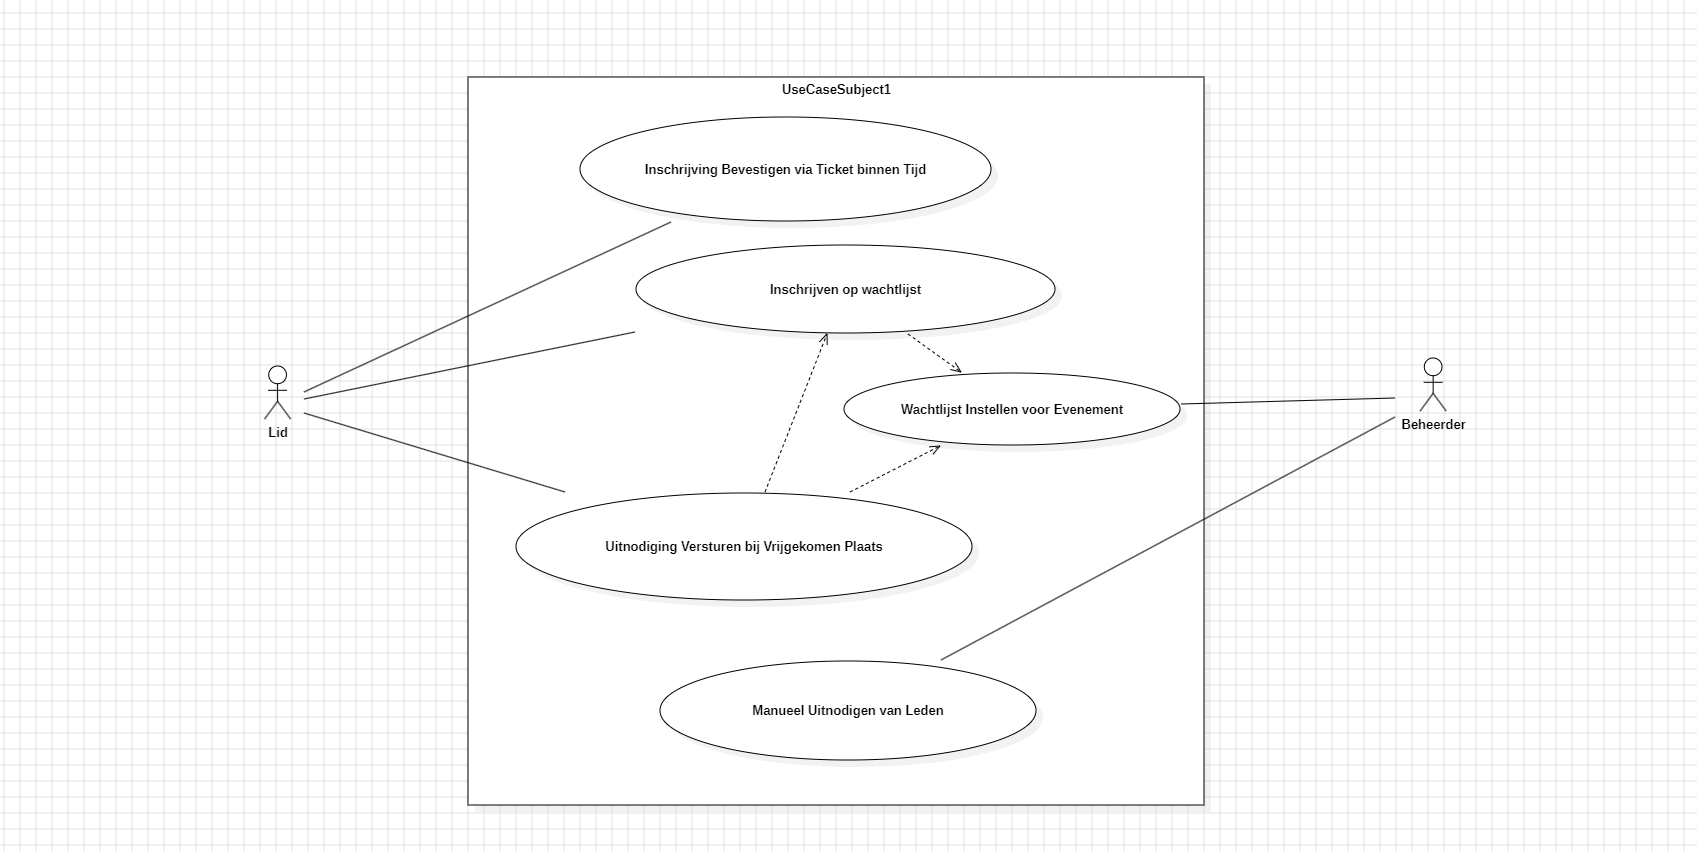 UseCaseSubject1
Inschrijving Bevestigen via Ticket binnen Tijd
Inschrijven op wachtlijst
Wachtlijst Instellen voor Evenement
Lid
Beheerder
Uitnodiging Versturen bij Vrijgekomen Plaats
Manueel Uitnodigen van Leden